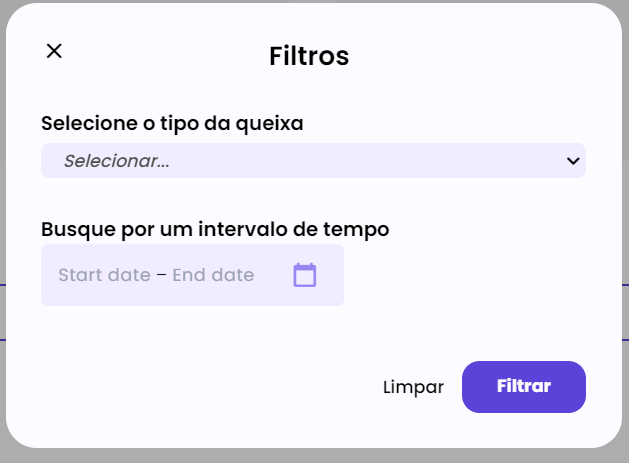 Filtros
Selecione o tipo da queixa
Selecionar...
Busque por um intervalo de tempo
Start date – End date
Limpar
Filtrar